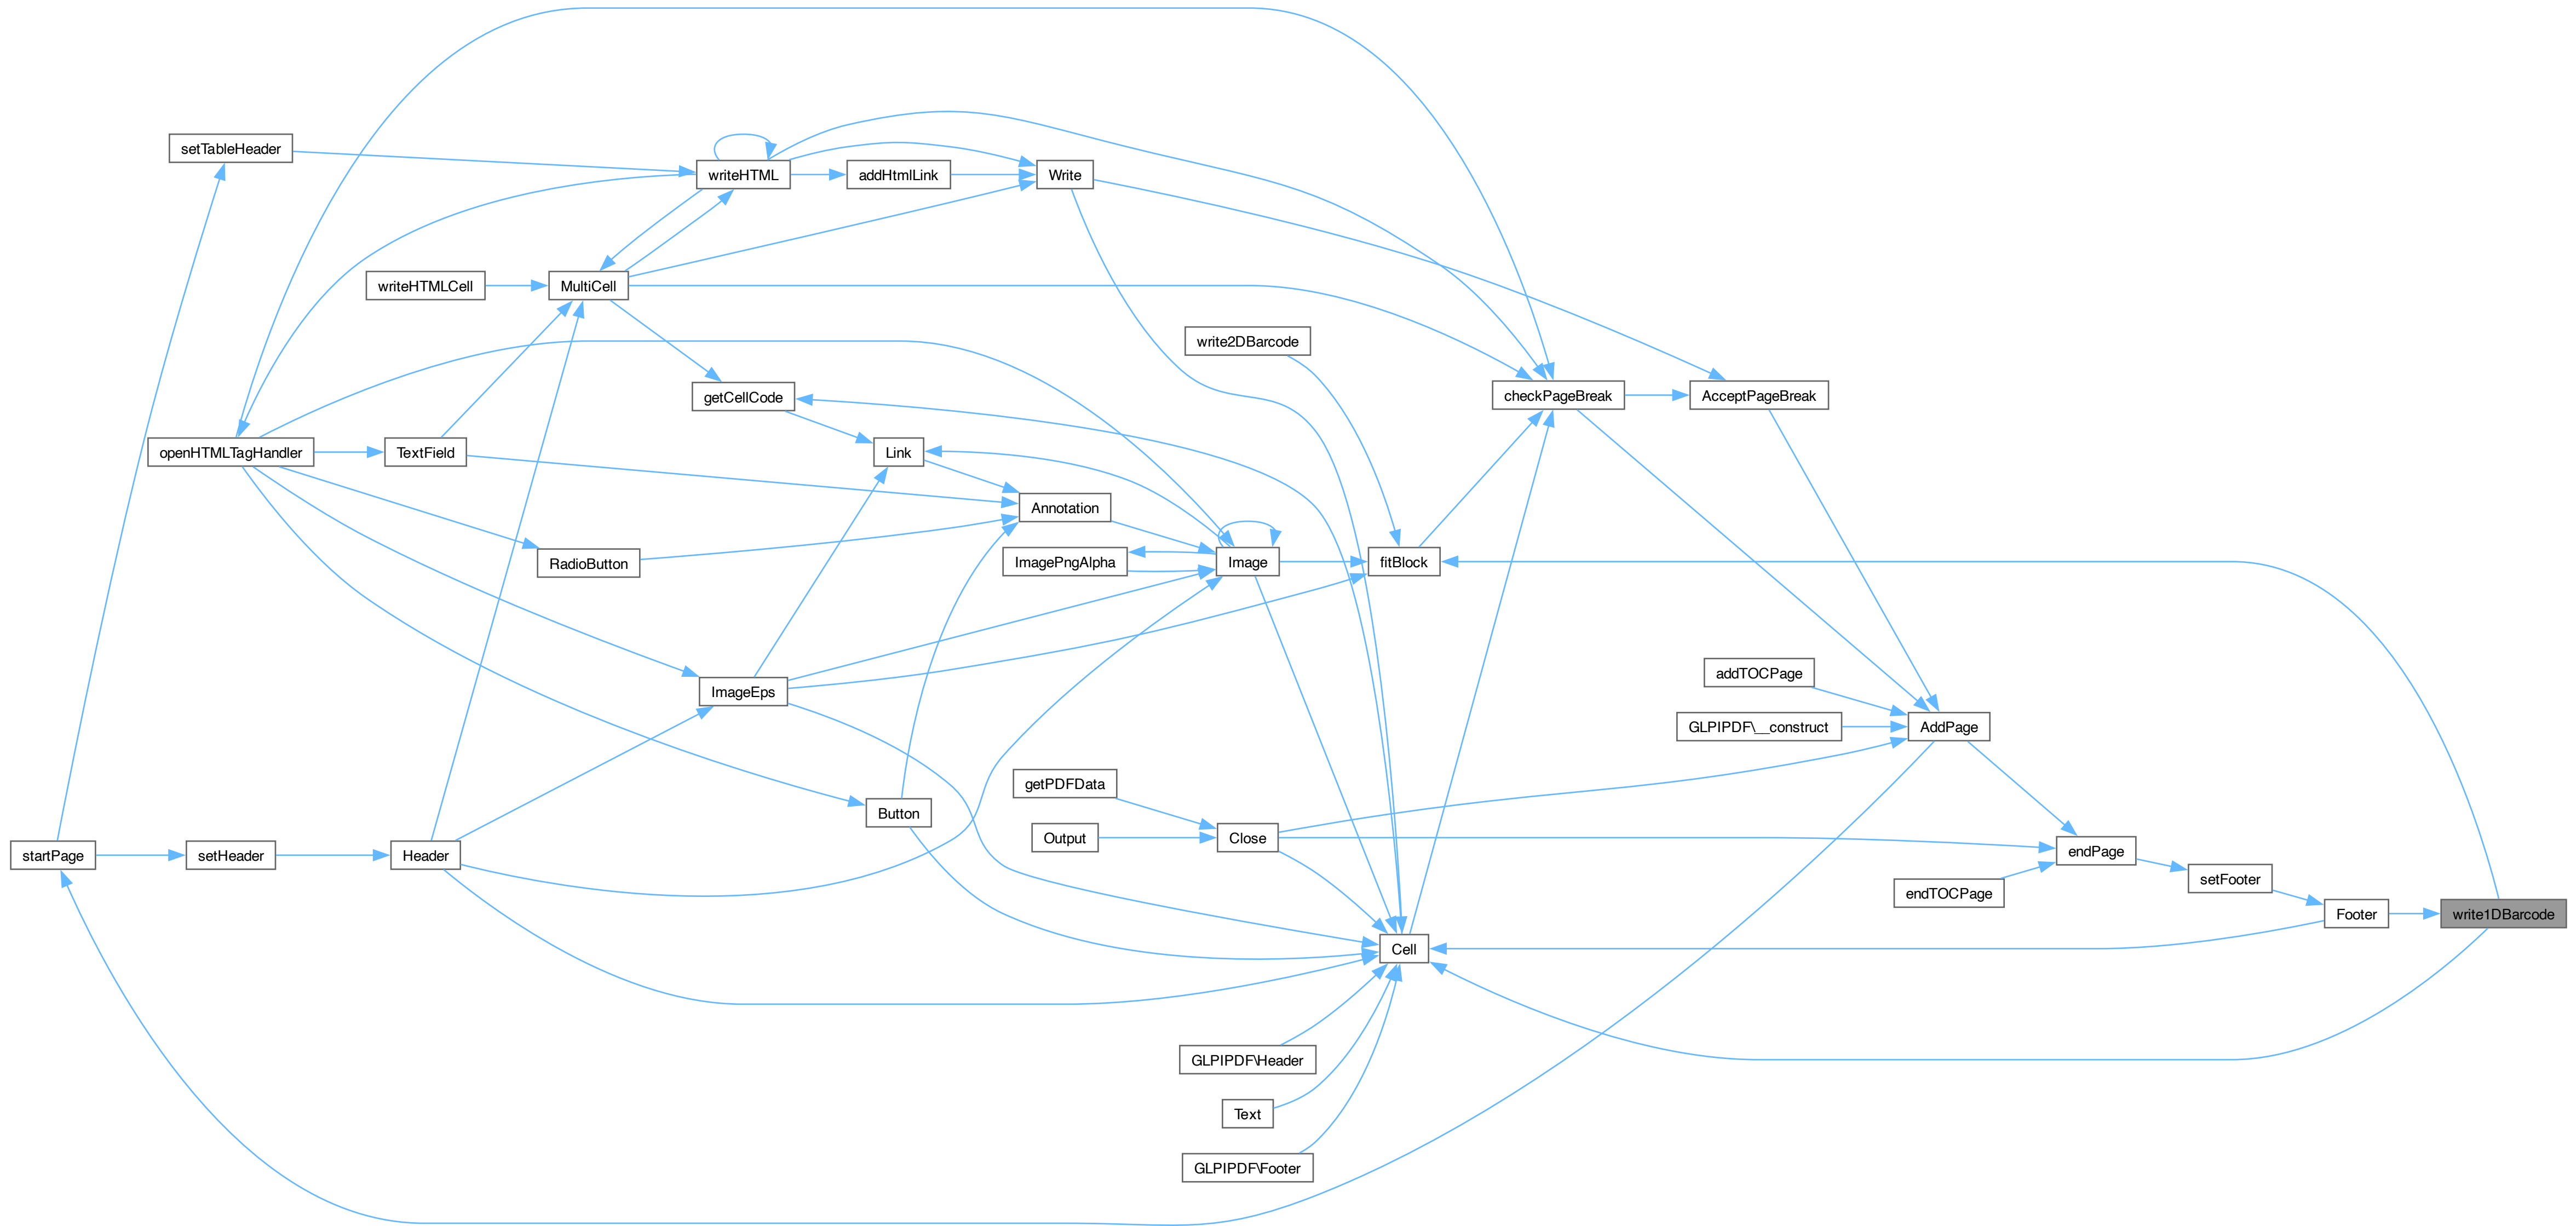 setTableHeader
writeHTML
addHtmlLink
Write
writeHTMLCell
MultiCell
write2DBarcode
getCellCode
checkPageBreak
AcceptPageBreak
openHTMLTagHandler
TextField
Link
Annotation
RadioButton
ImagePngAlpha
Image
fitBlock
addTOCPage
ImageEps
GLPIPDF\__construct
AddPage
getPDFData
Button
Output
Close
startPage
setHeader
Header
endPage
endTOCPage
setFooter
Footer
write1DBarcode
Cell
GLPIPDF\Header
Text
GLPIPDF\Footer